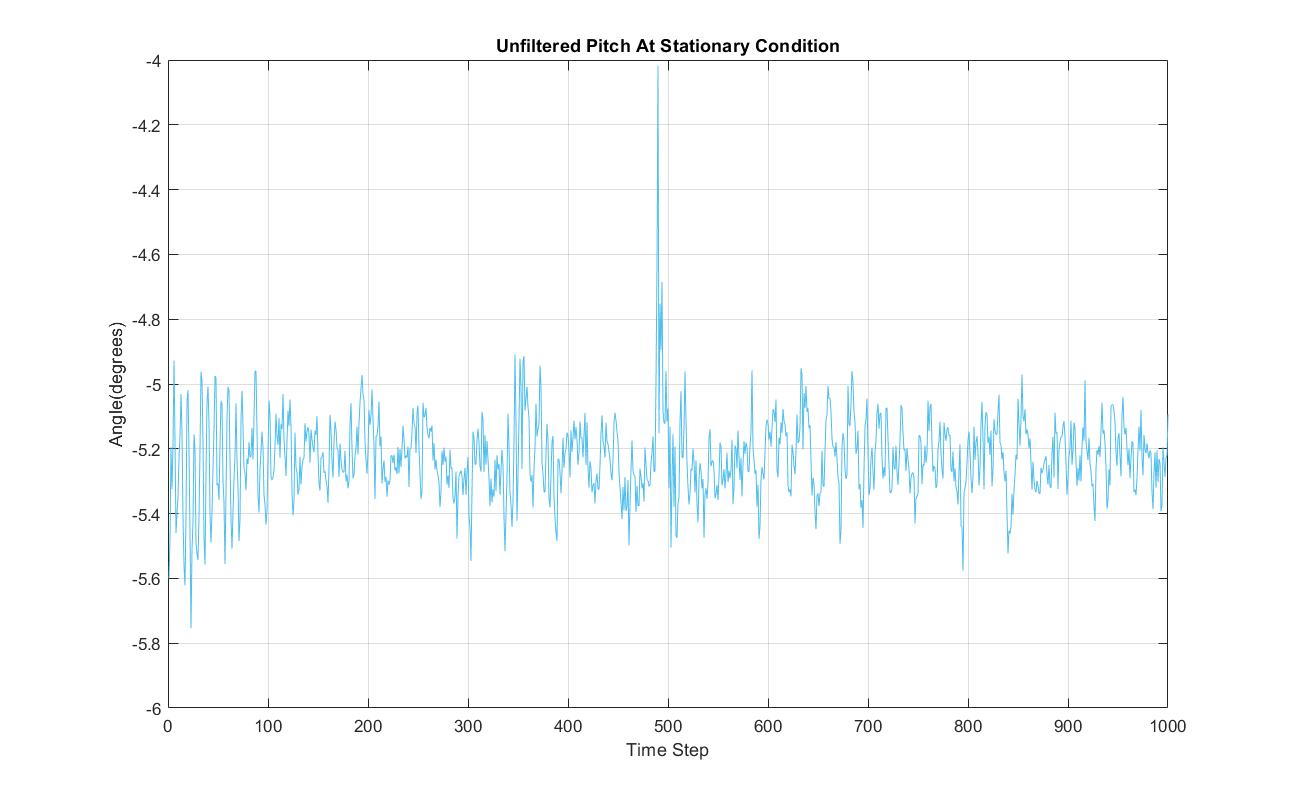 Unfiltered Pitch At Stationary Condition
-4
-4.2
-4.4
-4.6
-4.8
-5
-5.2
-5.4
-5.6
-5.8
-6
Angle(degrees)
0 100 200 300 400 500 600 700 800 900 1000
Time Step